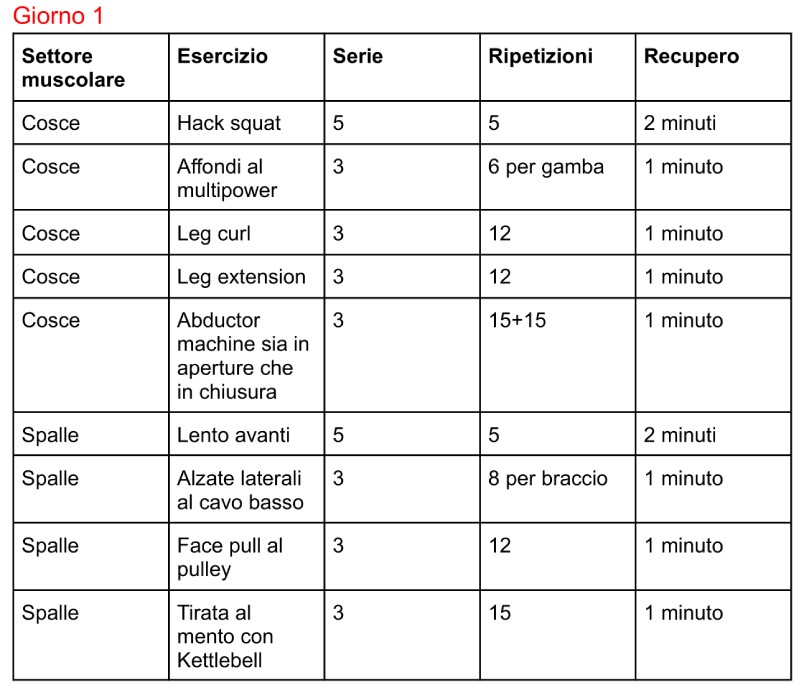 Giorno 1
Settore muscolare Esercizio Serie Ripetizioni Recupero
Cosce Hack squat 5 5 2 minuti
Cosce Affondi al multipower 3 6 per gamba 1 minuto
Cosce Leg curl 3 12 1 minuto
Cosce Leg extension 3 12 1 minuto
Cosce Abductor machine sia in aperture che in chiusura 3 15+15 1 minuto
Spalle Lento avanti 5 5 2 minuti
Spalle Alzate laterali al cavo basso 3 8 per braccio 1 minuto
Spalle Face pull al pulley 3 12 1 minuto
Spalle Tirata al mento con Kettlebell 3 15 1 minuto